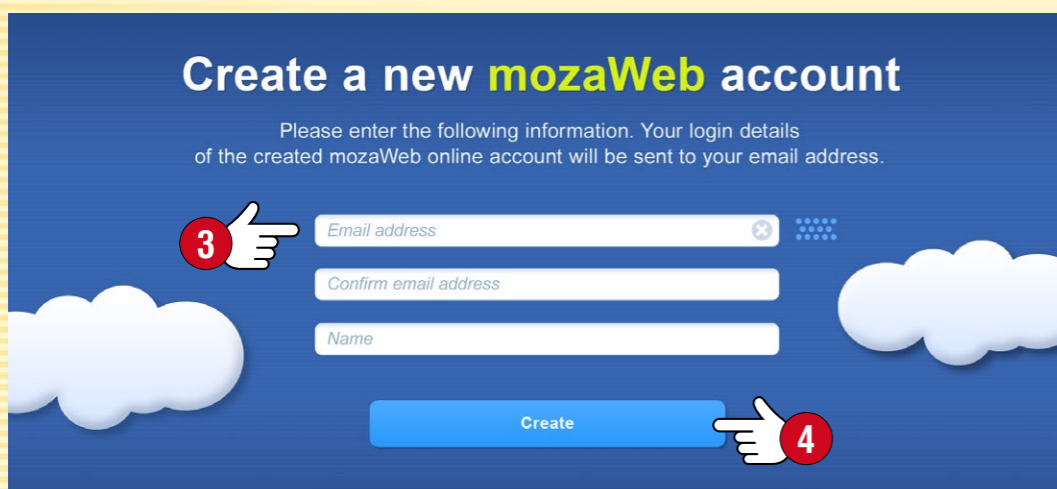 Create a new mozaWeb account
Please enter the following information. Your login details
of the created mozaWeb online account will be sent to your email address.
3
Email address
Confirm email address
Name
Create
4